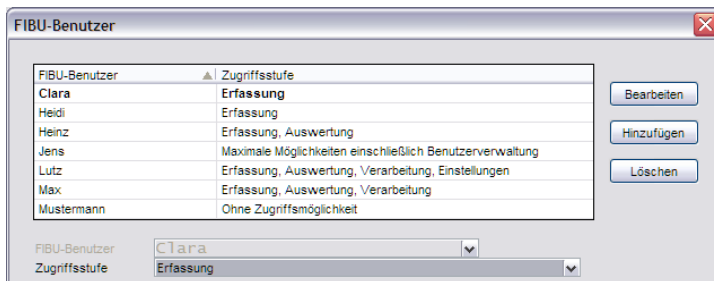 FIBU-Benutzer
FIBU-Benutzer Zugriffsstufe
Clara Erfassung
Heidi Erfassung
Heinz Erfassung, Auswertung
Jens Maximale Möglichkeiten einschließlich Benutzerverwaltung
Lutz Erfassung, Auswertung, Verarbeitung, Einstellungen
Max Erfassung, Auswertung, Verarbeitung
Mustermann Ohne Zugriffsmöglichkeit
Bearbeiten
Hinzufügen
Löschen
FIBU-Benutzer Clara
Zugriffsstufe Erfassung